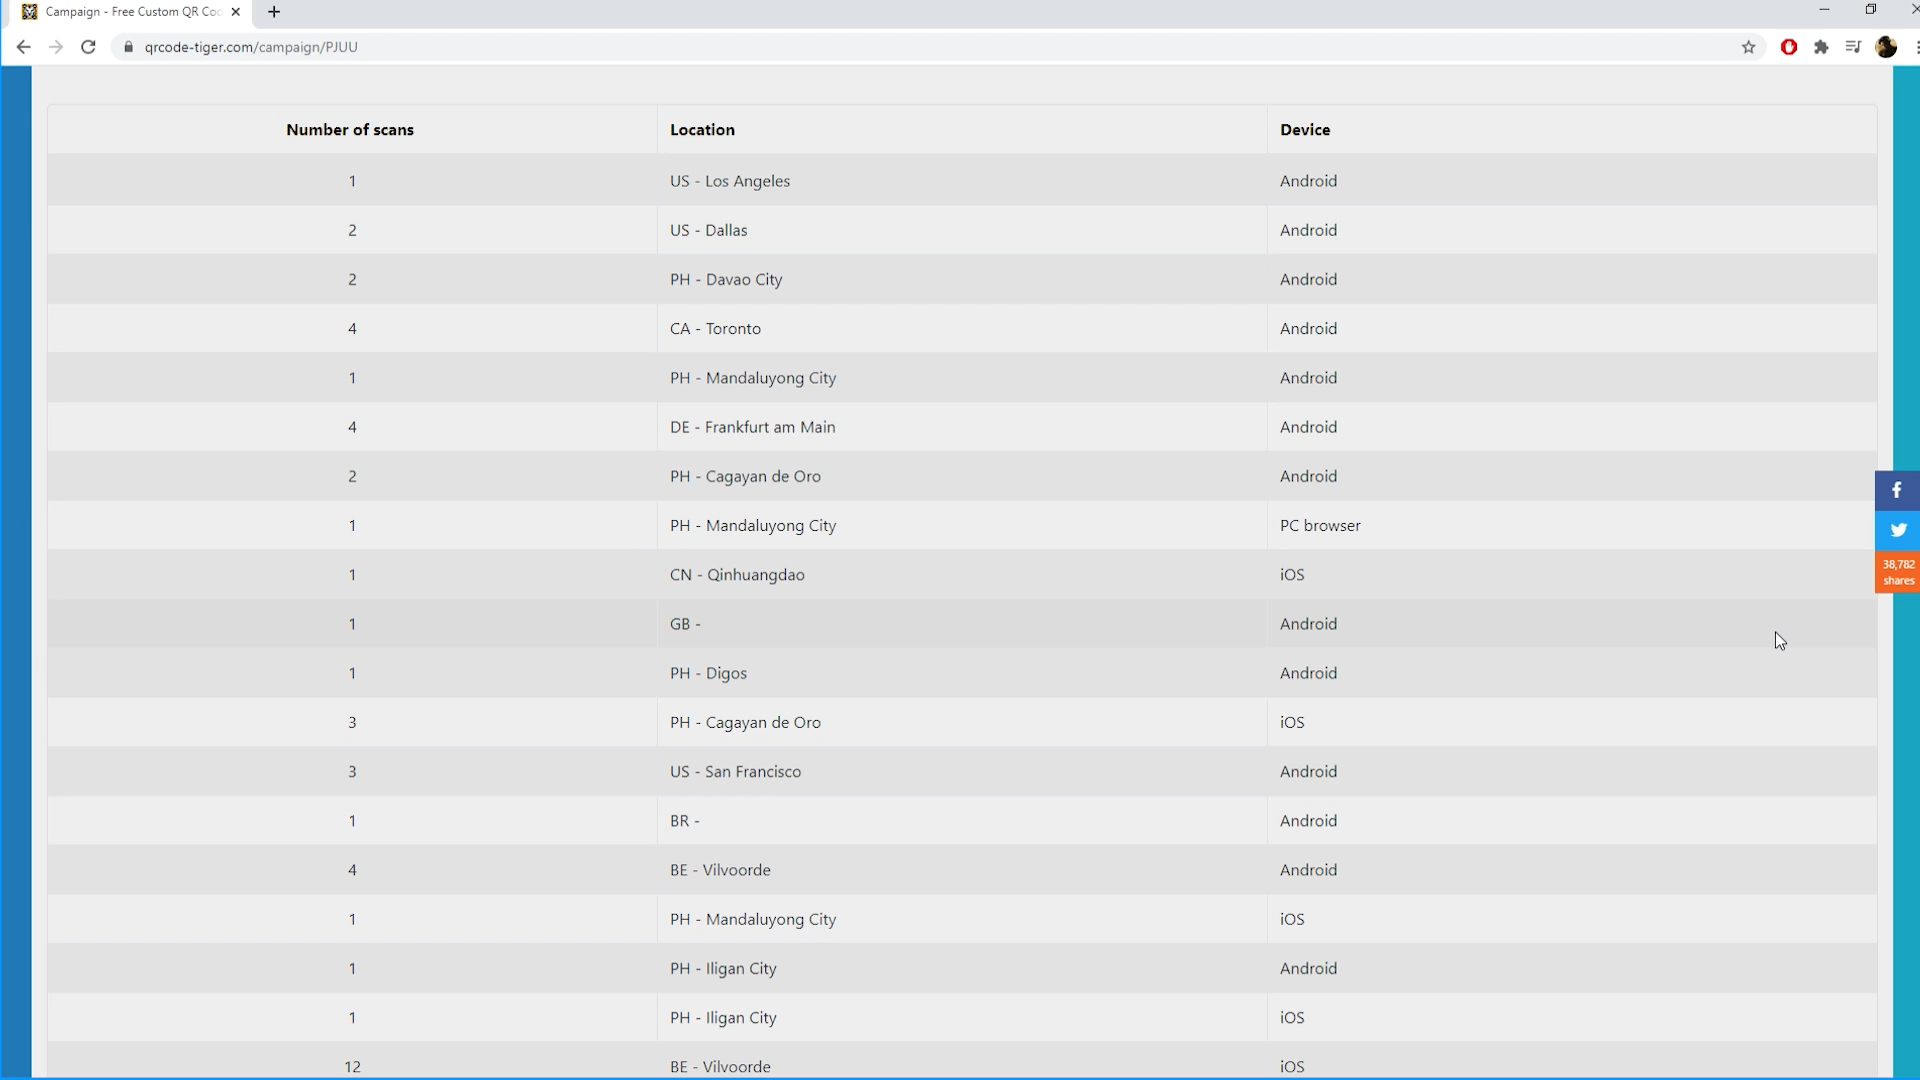 Campaign - Free Custom QR Co
qrcode-tiger.com/campaign/PJUU
Number of scans Location Device
1 US - Los Angeles Android
2 US - Dallas Android
2 PH - Davao City Android
4 CA - Toronto Android
1 PH - Mandaluyong City Android
4 DE - Frankfurt am Main Android
2 PH - Cagayan de Oro Android
1 PH - Mandaluyong City PC browser
1 CN - Qinhuangdao iOS
1 GB - Android
1 PH - Digos Android
3 PH - Cagayan de Oro iOS
3 US - San Francisco Android
1 BR - Android
4 BE - Vilvoorde Android
1 PH - Mandaluyong City iOS
1 PH - Iligan City Android
1 PH - Iligan City iOS
12 BE - Vilvoorde iOS
38,782
shares